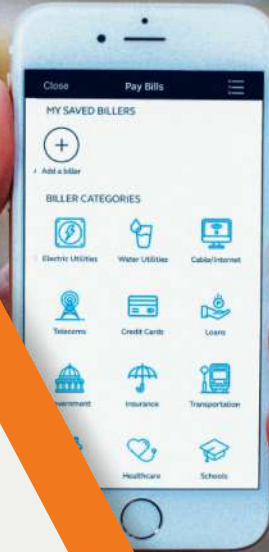 Close Pay Bills
MY SAVED BILLERS
Add a biller
BILLER CATEGORIES
Electric Utilities Water Utilities Cable/Internet
Telecoms Credit Cards Loans
overnment Insurance Transportation
Healthcare Schools